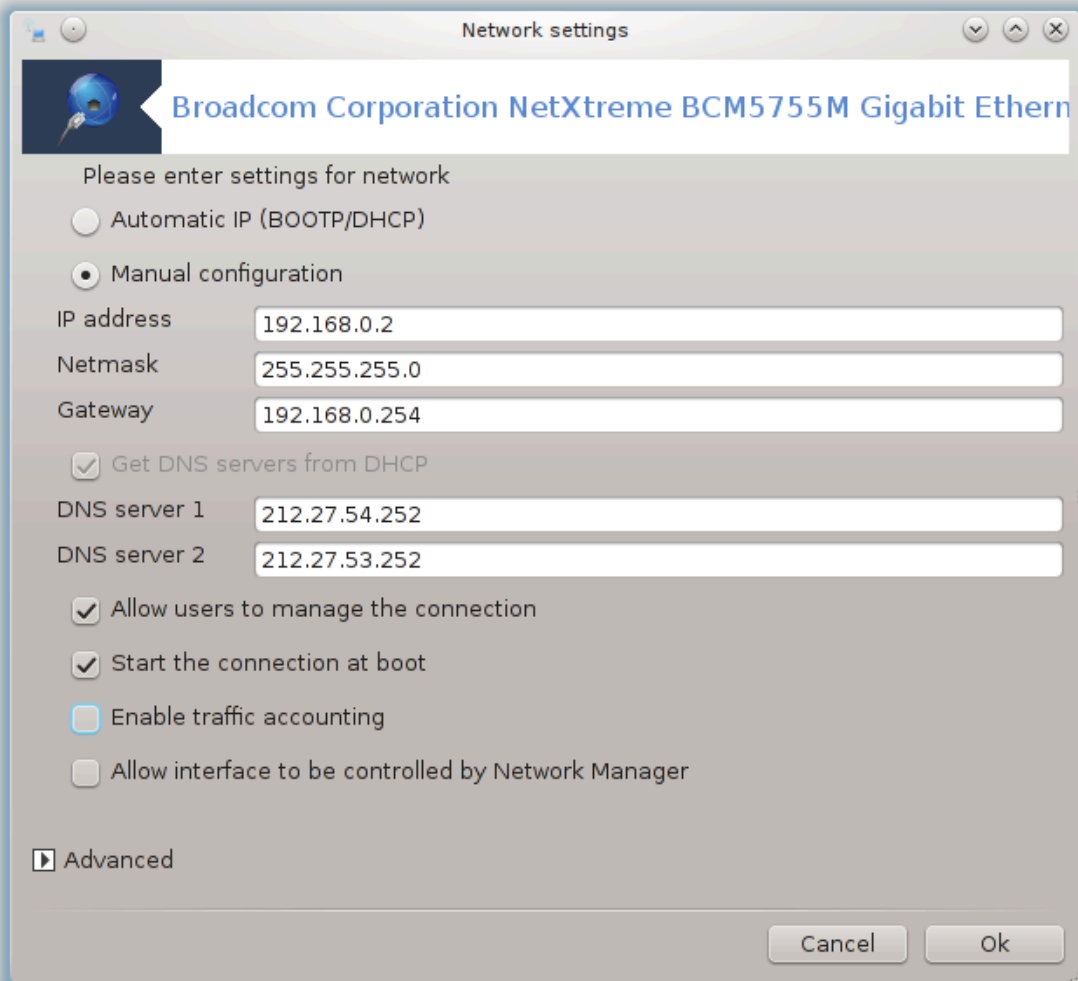 Network settings
Broadcom Corporation NetXtreme BCM5755M Gigabit Ethern
Please enter settings for network
Automatic IP (BOOTP/DHCP)
Manual configuration
IP address 192.168.0.2
Netmask 255.255.255.0
Gateway 192.168.0.254
Get DNS servers from DHCP
DNS server 1 212.27.54.252
DNS server 2 212.27.53.252
Allow users to manage the connection
Start the connection at boot
Enable traffic accounting
Allow interface to be controlled by Network Manager
Advanced
Cancel Ok